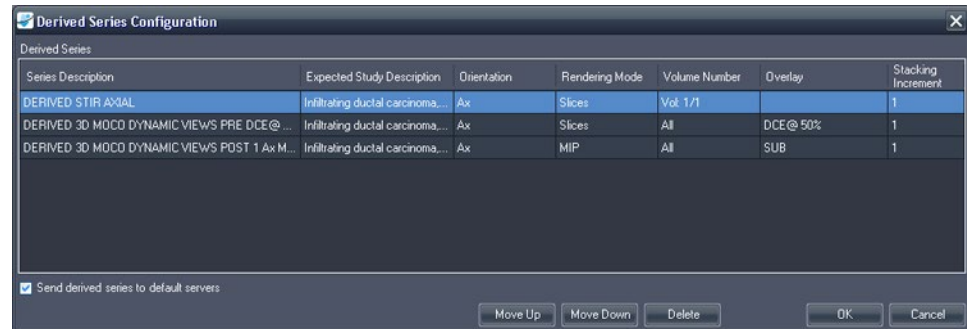 Derived Series Configuration
Derived Series
Series Description Expected Study Description Orientation Rendering Mode Volume Number Overlay Stacking Increment
DERIVED STIR AXIAL Infiltrating ductal carcinoma,... Ax Slices Vol: 1/1 1
DERIVED 3D MOCO DYNAMIC VIEWS PRE DCE@ ... Infiltrating ductal carcinoma,... Ax Slices All DCE@ 50% 1
DERIVED 3D MOCO DYNAMIC VIEWS POST 1 Ax M... Infiltrating ductal carcinoma,... Ax MIP All SUB 1
Send derived series to default servers
Move Up Move Down Delete OK Cancel